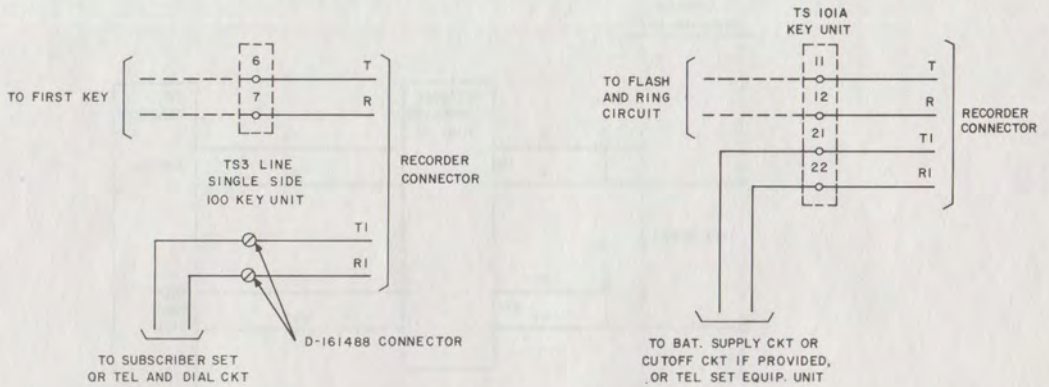 TO FIRST KEY
6
T
7
R
TS3 LINE
SINGLE SIDE
100 KEY UNIT
RECORDER
CONNECTOR
T1
R1
D-161488 CONNECTOR
TO SUBSCRIBER SET
OR TEL AND DIAL CKT
TS 101A
KEY UNIT
TO FLASH
AND RING
CIRCUIT
11
T
12
R
21
T1
22
R1
RECORDER
CONNECTOR
TO BAT. SUPPLY CKT OR
CUTOFF CKT IF PROVIDED,
OR TEL SET EQUIP. UNIT